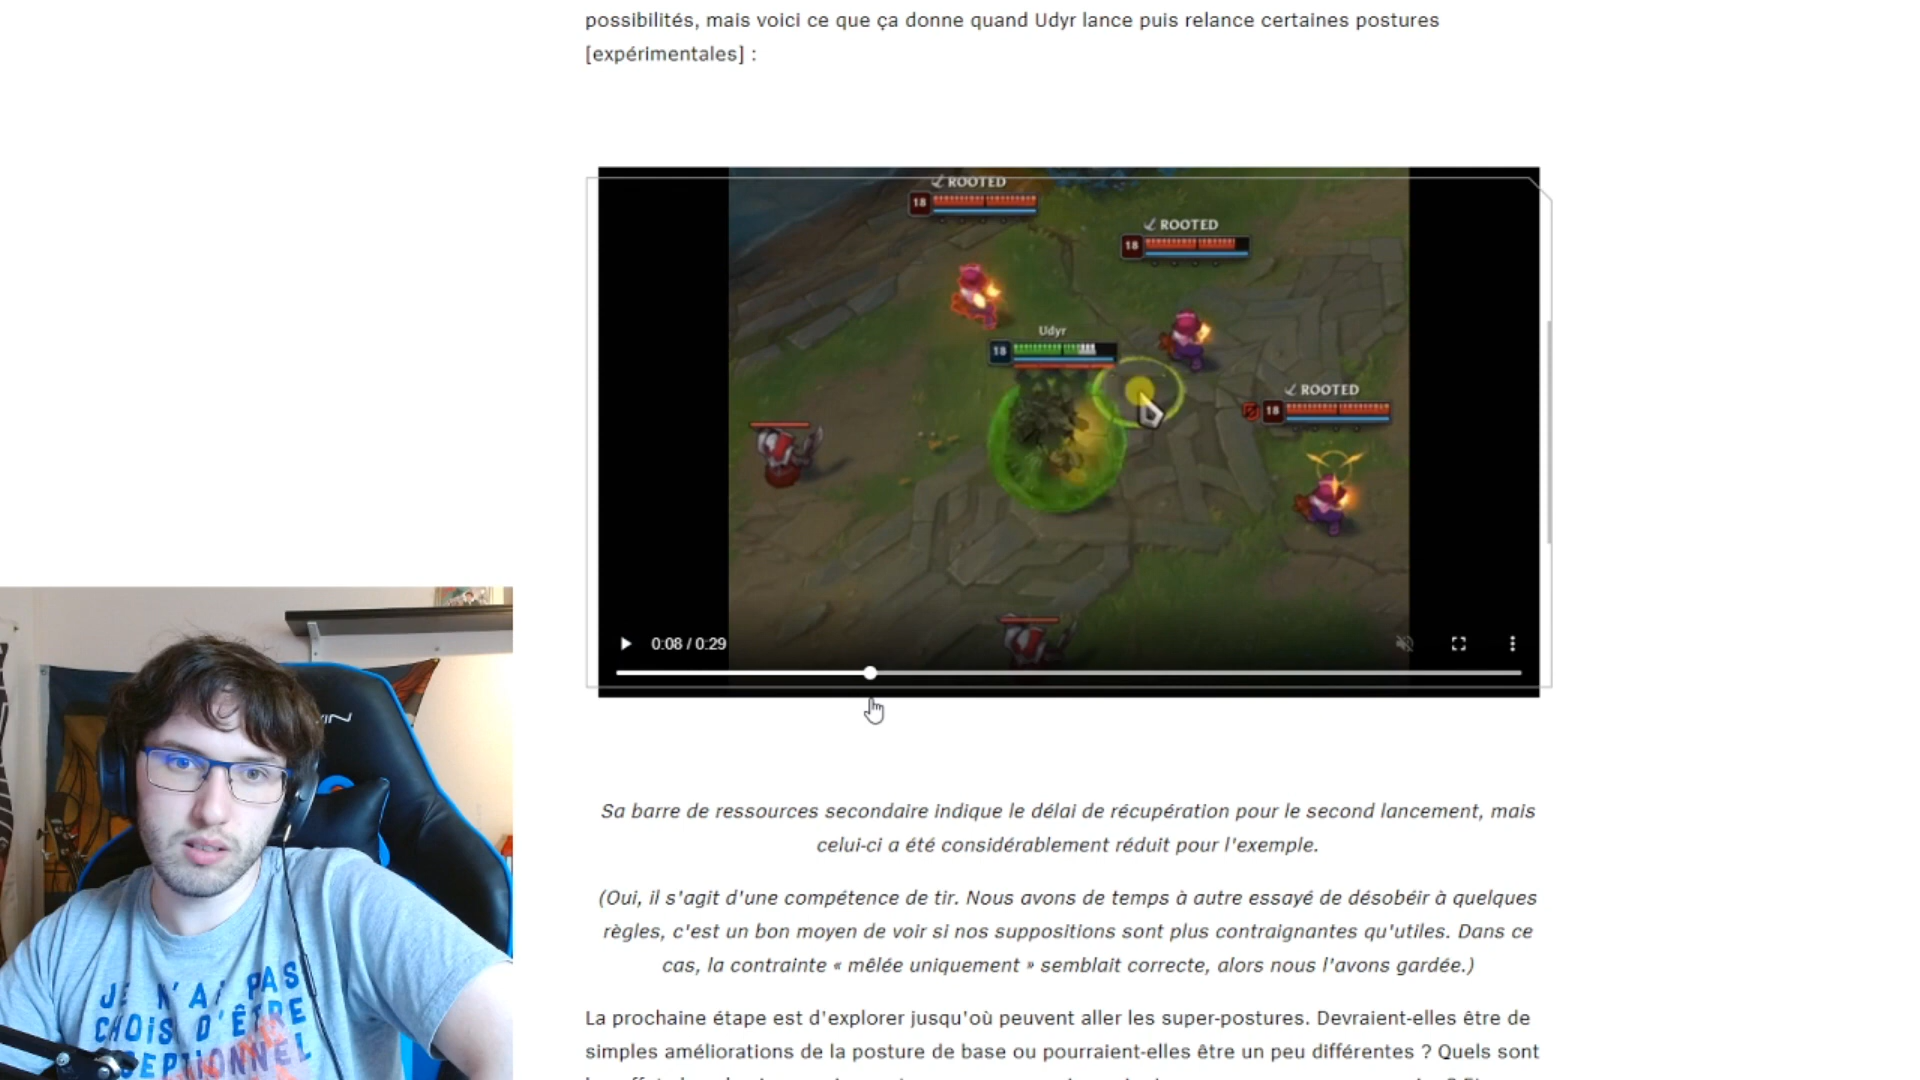 possibilités, mais voici ce que ça donne quand Udyr lance puis relance certaines postures
[expérimentales] :
ROOTED
18
ROOTED
18
Udyr
18
ROOTED
18
0:08 / 0:29
Sa barre de ressources secondaire indique le délai de récupération pour le second lancement, mais
celui-ci a été considérablement réduit pour l'exemple.
(Oui, il s'agit d'une compétence de tir. Nous avons de temps à autre essayé de désobéir à quelques
règles, c'est un bon moyen de voir si nos suppositions sont plus contraignantes qu'utiles. Dans ce
cas, la contrainte « mêlée uniquement » semblait correcte, alors nous l'avons gardée.)
La prochaine étape est d'explorer jusqu'où peuvent aller les super-postures. Devraient-elles être de
simples améliorations de la posture de base ou pourraient-elles être un peu différentes ? Quels sont
PAS
D'ÊTRE